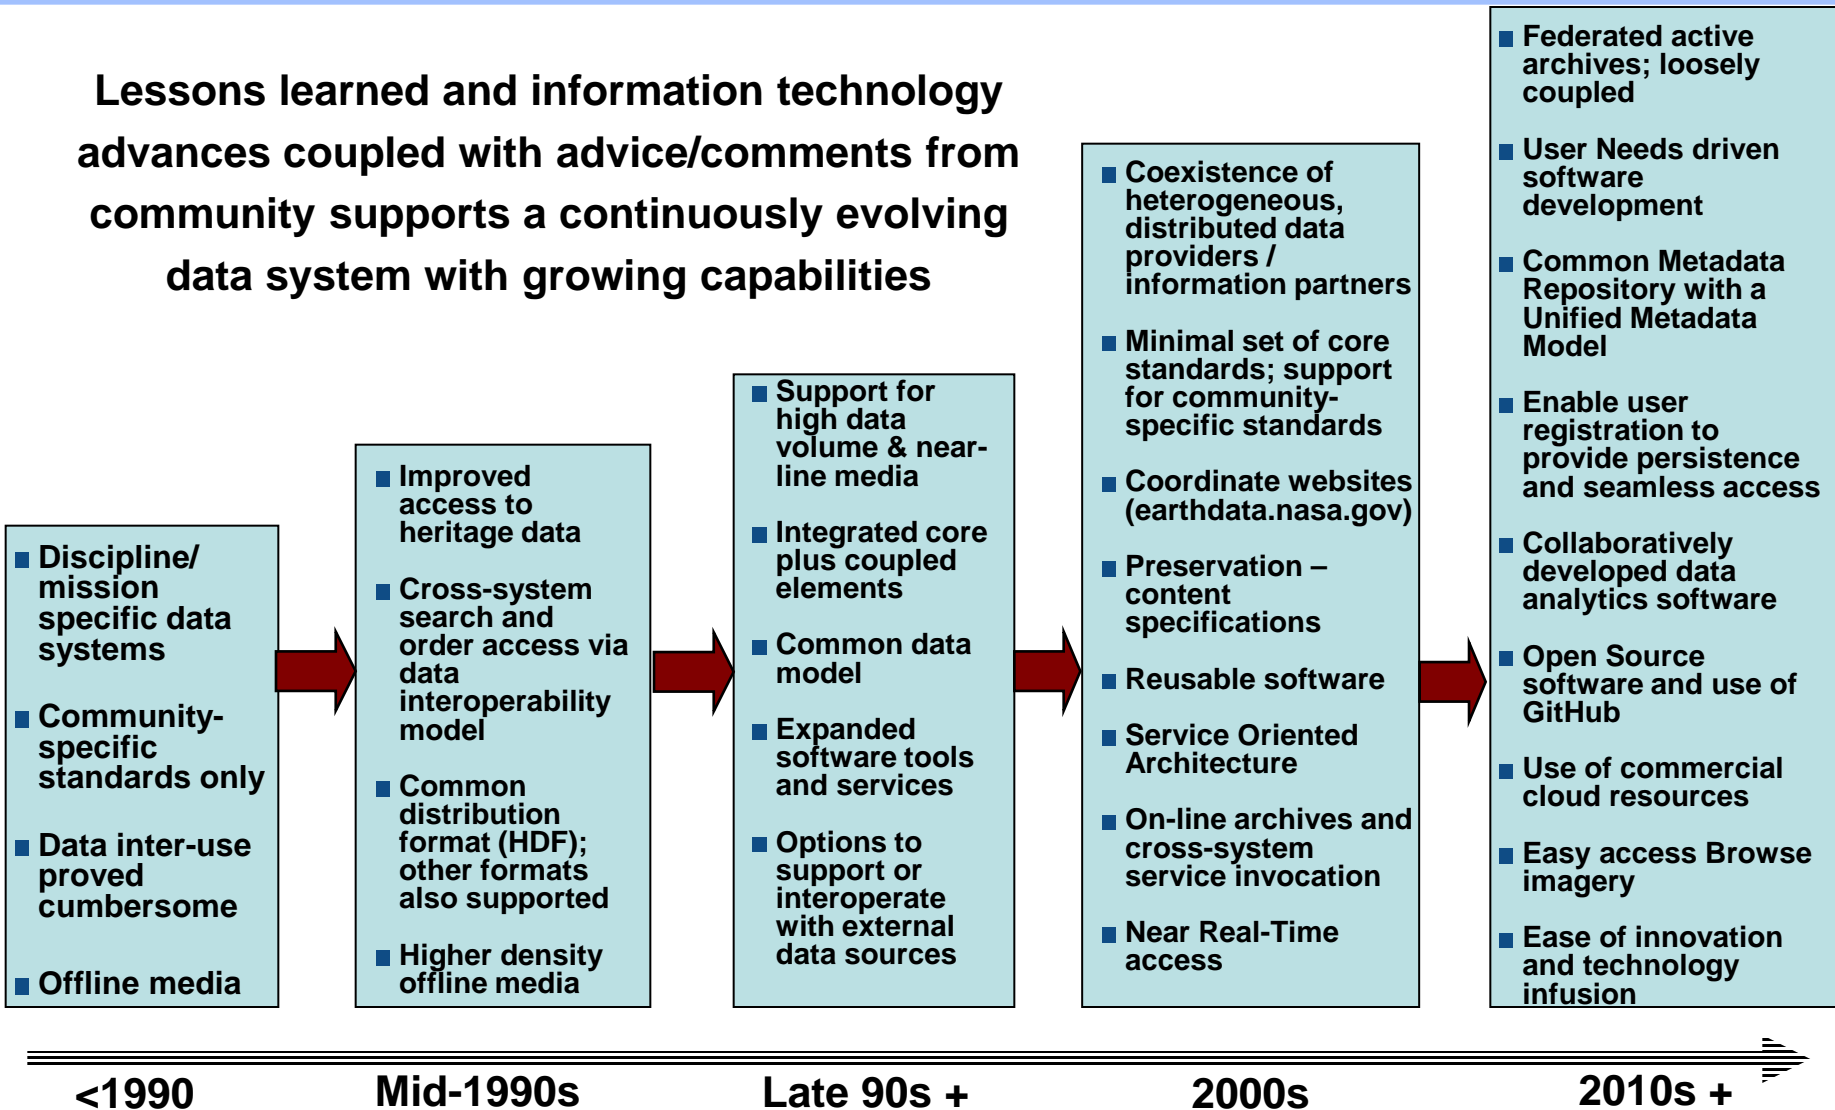 Lessons learned and information technology
advances coupled with advice/comments from
community supports a continuously evolving
data system with growing capabilities
Discipline/
mission
specific data
systems
Community-
specific
standards only
Data inter-use
proved
cumbersome
Offline media
Improved
access to
heritage data
Cross-system
search and
order access via
data
interoperability
model
Common
distribution
format (HDF);
other formats
also supported
Higher density
offline media
Support for
high data
volume & near-
line media
Integrated core
plus coupled
elements
Common data
model
Expanded
software tools
and services
Options to
support or
interoperate
with external
data sources
Coexistence of
heterogeneous,
distributed data
providers /
information partners
Minimal set of core
standards; support
for community-
specific standards
Coordinate websites
(earthdata.nasa.gov)
Preservation –
content
specifications
Reusable software
Service Oriented
Architecture
On-line archives and
cross-system
service invocation
Near Real-Time
access
Federated active
archives; loosely
coupled
User Needs driven
software
development
Common Metadata
Repository with a
Unified Metadata
Model
Enable user
registration to
provide persistence
and seamless access
Collaboratively
developed data
analytics software
Open Source
software and use of
GitHub
Use of commercial
cloud resources
Easy access Browse
imagery
Ease of innovation
and technology
infusion
<1990
Mid-1990s
Late 90s +
2000s
2010s +